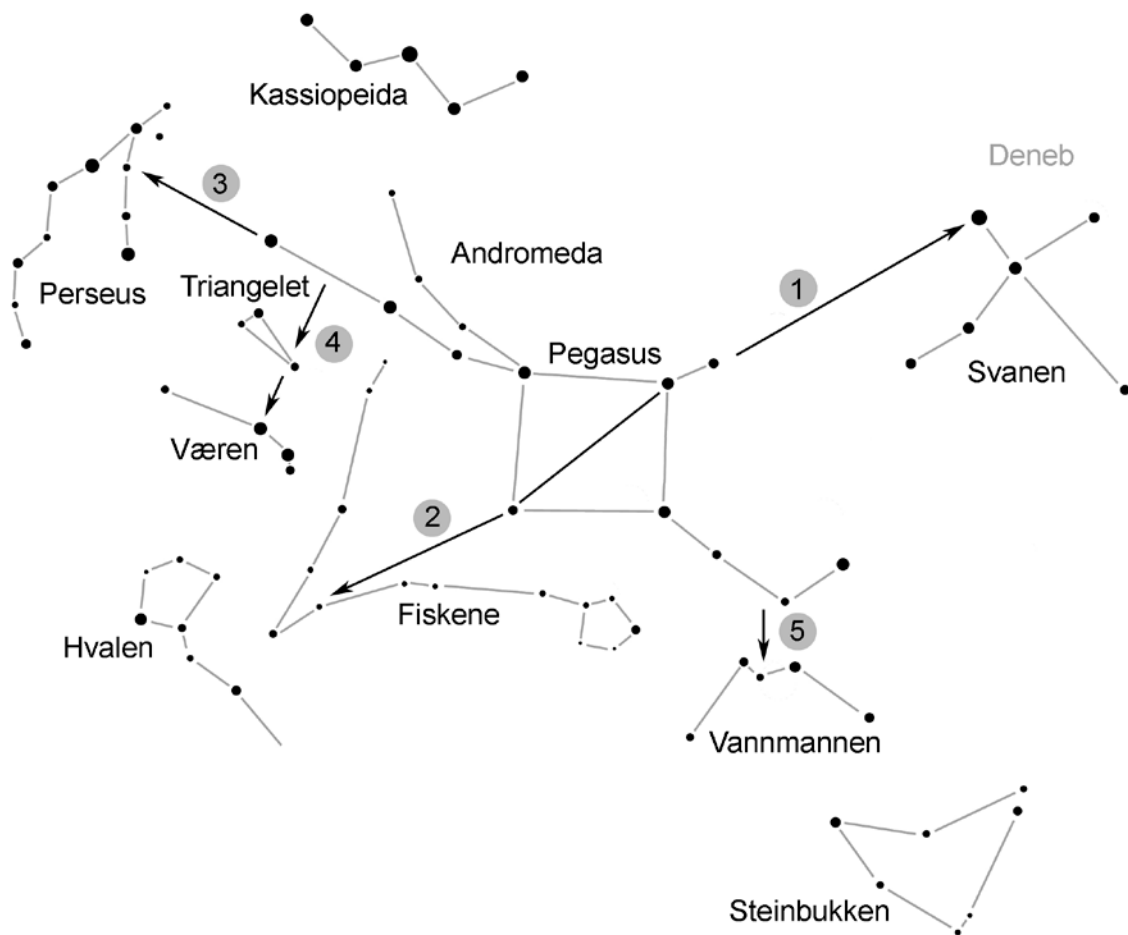 Kassiopeida
Deneb
3
Andromeda
1
Perseus
Triangelet
4
Pegasus
Svanen
Væren
2
Fiskene
Hvalen
5
Vannmannen
Steinbukken